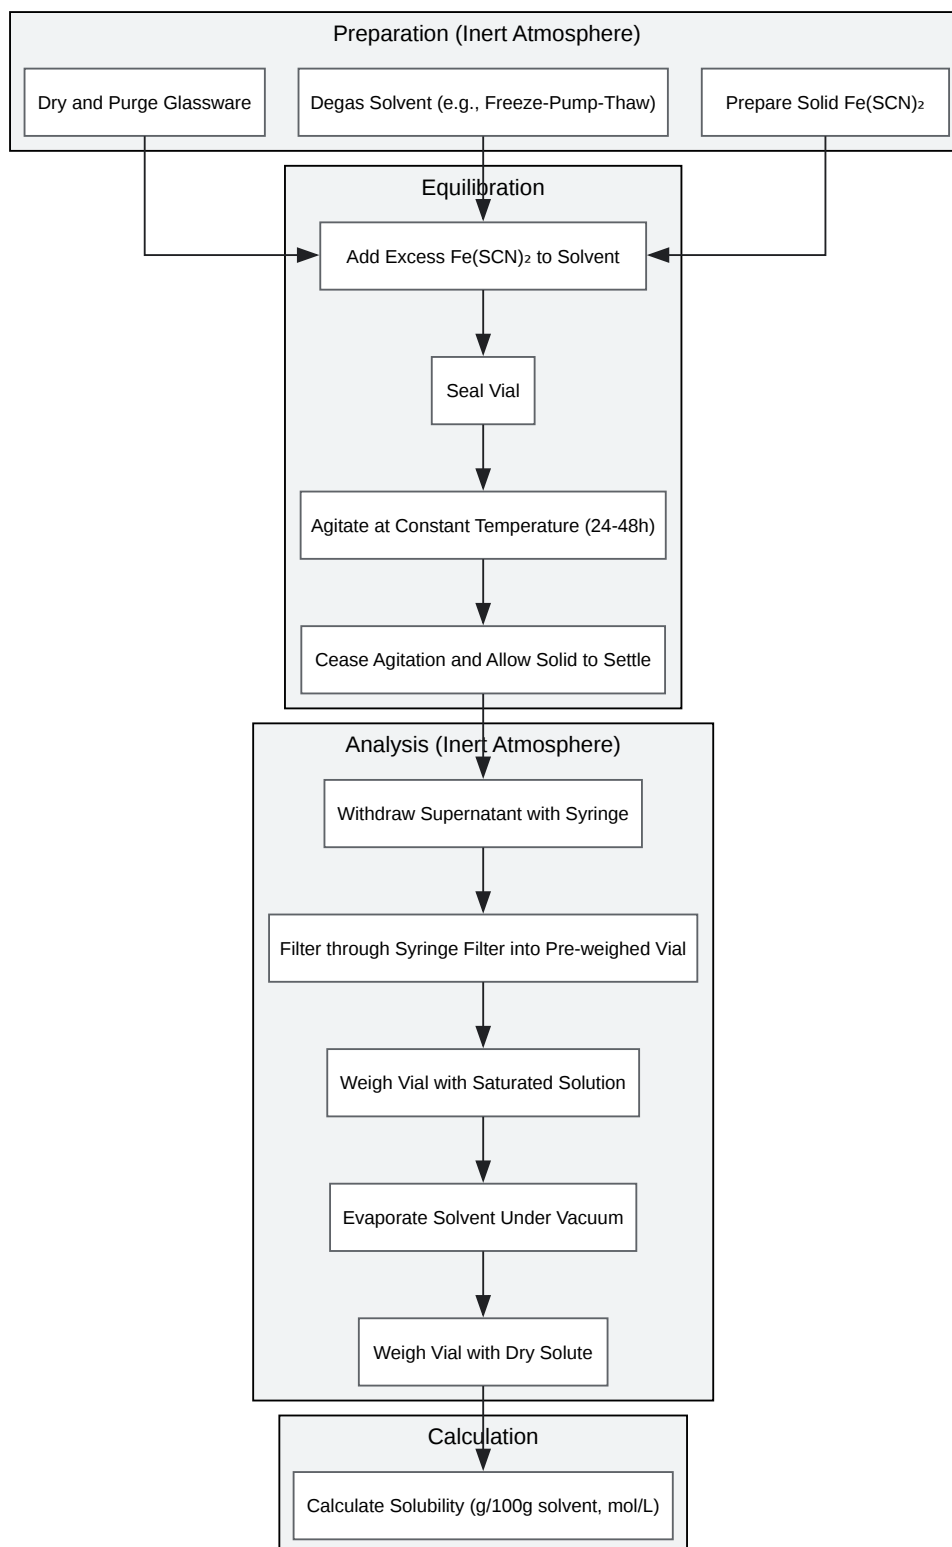 Preparation (Inert Atmosphere)
Dry and Purge Glassware
Degas Solvent (e.g., Freeze-Pump-Thaw)
Prepare Solid Fe(SCN)₂
Equilibration
Add Excess Fe(SCN)₂ to Solvent
Seal Vial
Agitate at Constant Temperature (24-48h)
Cease Agitation and Allow Solid to Settle
Analysis (Inert Atmosphere)
Withdraw Supernatant with Syringe
Filter through Syringe Filter into Pre-weighed Vial
Weigh Vial with Saturated Solution
Evaporate Solvent Under Vacuum
Weigh Vial with Dry Solute
Calculation
Calculate Solubility (g/100g solvent, mol/L)